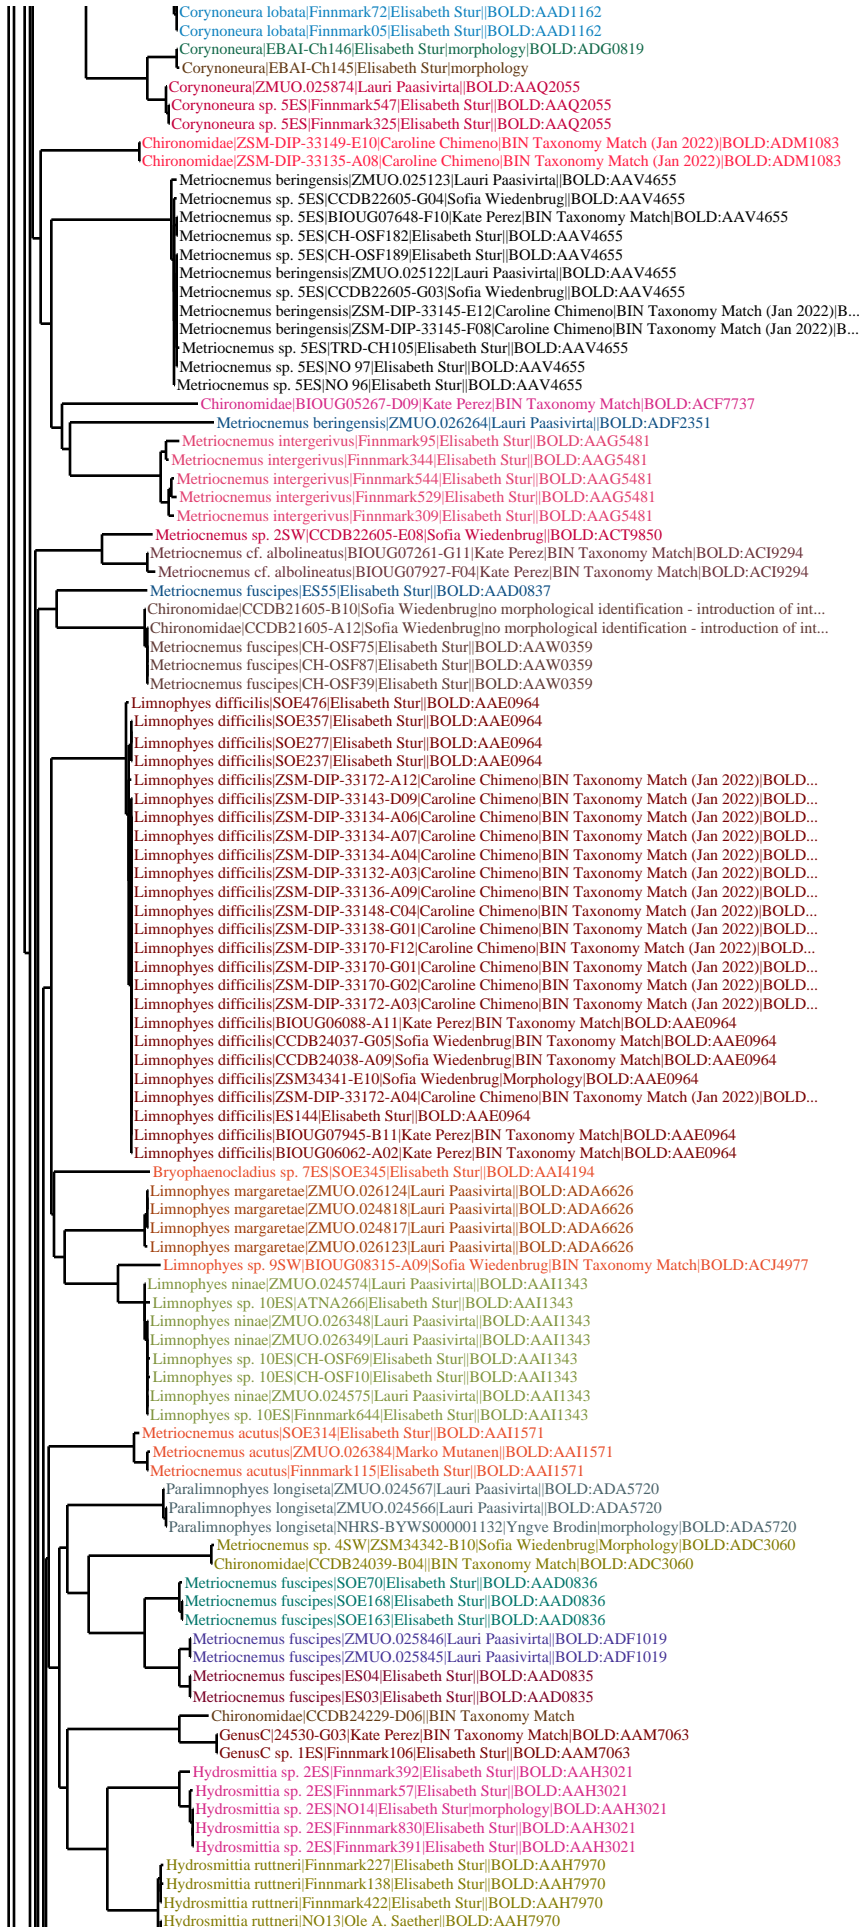 Corynoneura lobata|Finnmark72|Elisabeth Stur||BOLD:AAD1162
Corynoneura lobata|Finnmark05|Elisabeth Stur||BOLD:AAD1162
Corynoneura|EBAI-Ch146|Elisabeth Stur|morphology|BOLD:ADG0819
Corynoneura|EBAI-Ch145|Elisabeth Stur|morphology
Corynoneura|ZMUO.025874|Lauri Paasivirta||BOLD:AAQ2055
Corynoneura sp. 5ES|Finnmark547|Elisabeth Stur||BOLD:AAQ2055
Corynoneura sp. 5ES|Finnmark325|Elisabeth Stur||BOLD:AAQ2055
Chironomidae|ZSM-DIP-33149-E10|Caroline Chimeno|BIN Taxonomy Match (Jan 2022)|BOLD:ADM1083
Chironomidae|ZSM-DIP-33135-A08|Caroline Chimeno|BIN Taxonomy Match (Jan 2022)|BOLD:ADM1083
Metriocnemus beringensis|ZMUO.025123|Lauri Paasivirta||BOLD:AAV4655
Metriocnemus sp. 5ES|CCDB22605-G04|Sofia Wiedenbrug||BOLD:AAV4655
Metriocnemus sp. 5ES|BIOUG07648-F10|Kate Perez|BIN Taxonomy Match|BOLD:AAV4655
Metriocnemus sp. 5ES|CH-OSF182|Elisabeth Stur||BOLD:AAV4655
Metriocnemus sp. 5ES|CH-OSF189|Elisabeth Stur||BOLD:AAV4655
Metriocnemus beringensis|ZMUO.025122|Lauri Paasivirta||BOLD:AAV4655
Metriocnemus sp. 5ES|CCDB22605-G03|Sofia Wiedenbrug||BOLD:AAV4655
Metriocnemus beringensis|ZSM-DIP-33145-E12|Caroline Chimeno|BIN Taxonomy Match (Jan 2022)|B...
Metriocnemus beringensis|ZSM-DIP-33145-F08|Caroline Chimeno|BIN Taxonomy Match (Jan 2022)|B...
Metriocnemus sp. 5ES|TRD-CH105|Elisabeth Stur||BOLD:AAV4655
Metriocnemus sp. 5ES|NO 97|Elisabeth Stur||BOLD:AAV4655
Metriocnemus sp. 5ES|NO 96|Elisabeth Stur||BOLD:AAV4655
Chironomidae|BIOUG05267-D09|Kate Perez|BIN Taxonomy Match|BOLD:ACF7737
Metriocnemus beringensis|ZMUO.026264|Lauri Paasivirta||BOLD:ADF2351
Metriocnemus intergerivus|Finnmark95|Elisabeth Stur||BOLD:AAG5481
Metriocnemus intergerivus|Finnmark344|Elisabeth Stur||BOLD:AAG5481
Metriocnemus intergerivus|Finnmark544|Elisabeth Stur||BOLD:AAG5481
Metriocnemus intergerivus|Finnmark529|Elisabeth Stur||BOLD:AAG5481
Metriocnemus intergerivus|Finnmark309|Elisabeth Stur||BOLD:AAG5481
Metriocnemus sp. 2SW|CCDB22605-E08|Sofia Wiedenbrug||BOLD:ACT9850
Metriocnemus cf. albolineatus|BIOUG07261-G11|Kate Perez|BIN Taxonomy Match|BOLD:ACI9294
Metriocnemus cf. albolineatus|BIOUG07927-F04|Kate Perez|BIN Taxonomy Match|BOLD:ACI9294
Metriocnemus fuscipes|ES55|Elisabeth Stur||BOLD:AAD0837
Chironomidae|CCDB21605-B10|Sofia Wiedenbrug|no morphological identification - introduction of int...
Chironomidae|CCDB21605-A12|Sofia Wiedenbrug|no morphological identification - introduction of int...
Metriocnemus fuscipes|CH-OSF75|Elisabeth Stur||BOLD:AAW0359
Metriocnemus fuscipes|CH-OSF87|Elisabeth Stur||BOLD:AAW0359
Metriocnemus fuscipes|CH-OSF39|Elisabeth Stur||BOLD:AAW0359
Limnophyes difficilis|SOE476|Elisabeth Stur||BOLD:AAE0964
Limnophyes difficilis|SOE357|Elisabeth Stur||BOLD:AAE0964
Limnophyes difficilis|SOE277|Elisabeth Stur||BOLD:AAE0964
Limnophyes difficilis|SOE237|Elisabeth Stur||BOLD:AAE0964
Limnophyes difficilis|ZSM-DIP-33172-A12|Caroline Chimeno|BIN Taxonomy Match (Jan 2022)|BOLD...
Limnophyes difficilis|ZSM-DIP-33143-D09|Caroline Chimeno|BIN Taxonomy Match (Jan 2022)|BOLD...
Limnophyes difficilis|ZSM-DIP-33134-A06|Caroline Chimeno|BIN Taxonomy Match (Jan 2022)|BOLD...
Limnophyes difficilis|ZSM-DIP-33134-A07|Caroline Chimeno|BIN Taxonomy Match (Jan 2022)|BOLD...
Limnophyes difficilis|ZSM-DIP-33134-A04|Caroline Chimeno|BIN Taxonomy Match (Jan 2022)|BOLD...
Limnophyes difficilis|ZSM-DIP-33132-A03|Caroline Chimeno|BIN Taxonomy Match (Jan 2022)|BOLD...
Limnophyes difficilis|ZSM-DIP-33136-A09|Caroline Chimeno|BIN Taxonomy Match (Jan 2022)|BOLD...
Limnophyes difficilis|ZSM-DIP-33148-C04|Caroline Chimeno|BIN Taxonomy Match (Jan 2022)|BOLD...
Limnophyes difficilis|ZSM-DIP-33138-G01|Caroline Chimeno|BIN Taxonomy Match (Jan 2022)|BOLD...
Limnophyes difficilis|ZSM-DIP-33170-F12|Caroline Chimeno|BIN Taxonomy Match (Jan 2022)|BOLD...
Limnophyes difficilis|ZSM-DIP-33170-G01|Caroline Chimeno|BIN Taxonomy Match (Jan 2022)|BOLD...
Limnophyes difficilis|ZSM-DIP-33170-G02|Caroline Chimeno|BIN Taxonomy Match (Jan 2022)|BOLD...
Limnophyes difficilis|ZSM-DIP-33172-A03|Caroline Chimeno|BIN Taxonomy Match (Jan 2022)|BOLD...
Limnophyes difficilis|BIOUG06088-A11|Kate Perez|BIN Taxonomy Match|BOLD:AAE0964
Limnophyes difficilis|CCDB24037-G05|Sofia Wiedenbrug|BIN Taxonomy Match|BOLD:AAE0964
Limnophyes difficilis|CCDB24038-A09|Sofia Wiedenbrug|BIN Taxonomy Match|BOLD:AAE0964
Limnophyes difficilis|ZSM34341-E10|Sofia Wiedenbrug|Morphology|BOLD:AAE0964
Limnophyes difficilis|ZSM-DIP-33172-A04|Caroline Chimeno|BIN Taxonomy Match (Jan 2022)|BOLD...
Limnophyes difficilis|ES144|Elisabeth Stur||BOLD:AAE0964
Limnophyes difficilis|BIOUG07945-B11|Kate Perez|BIN Taxonomy Match|BOLD:AAE0964
Limnophyes difficilis|BIOUG06062-A02|Kate Perez|BIN Taxonomy Match|BOLD:AAE0964
Bryophaenocladius sp. 7ES|SOE345|Elisabeth Stur||BOLD:AAI4194
Limnophyes margaretae|ZMUO.026124|Lauri Paasivirta||BOLD:ADA6626
Limnophyes margaretae|ZMUO.024818|Lauri Paasivirta||BOLD:ADA6626
Limnophyes margaretae|ZMUO.024817|Lauri Paasivirta||BOLD:ADA6626
Limnophyes margaretae|ZMUO.026123|Lauri Paasivirta||BOLD:ADA6626
Limnophyes sp. 9SW|BIOUG08315-A09|Sofia Wiedenbrug|BIN Taxonomy Match|BOLD:ACJ4977
Limnophyes ninae|ZMUO.024574|Lauri Paasivirta||BOLD:AAI1343
Limnophyes sp. 10ES|ATNA266|Elisabeth Stur||BOLD:AAI1343
Limnophyes ninae|ZMUO.026348|Lauri Paasivirta||BOLD:AAI1343
Limnophyes ninae|ZMUO.026349|Lauri Paasivirta||BOLD:AAI1343
Limnophyes sp. 10ES|CH-OSF69|Elisabeth Stur||BOLD:AAI1343
Limnophyes sp. 10ES|CH-OSF10|Elisabeth Stur||BOLD:AAI1343
Limnophyes ninae|ZMUO.024575|Lauri Paasivirta||BOLD:AAI1343
Limnophyes sp. 10ES|Finnmark644|Elisabeth Stur||BOLD:AAI1343
Metriocnemus acutus|SOE314|Elisabeth Stur||BOLD:AAI1571
Metriocnemus acutus|ZMUO.026384|Marko Mutanen||BOLD:AAI1571
Metriocnemus acutus|Finnmark115|Elisabeth Stur||BOLD:AAI1571
Paralimnophyes longiseta|ZMUO.024567|Lauri Paasivirta||BOLD:ADA5720
Paralimnophyes longiseta|ZMUO.024566|Lauri Paasivirta||BOLD:ADA5720
Paralimnophyes longiseta|NHRS-BYWS000001132|Yngve Brodin|morphology|BOLD:ADA5720
Metriocnemus sp. 4SW|ZSM34342-B10|Sofia Wiedenbrug|Morphology|BOLD:ADC3060
Chironomidae|CCDB24039-B04||BIN Taxonomy Match|BOLD:ADC3060
Metriocnemus fuscipes|SOE70|Elisabeth Stur||BOLD:AAD0836
Metriocnemus fuscipes|SOE168|Elisabeth Stur||BOLD:AAD0836
Metriocnemus fuscipes|SOE163|Elisabeth Stur||BOLD:AAD0836
Metriocnemus fuscipes|ZMUO.025846|Lauri Paasivirta||BOLD:ADF1019
Metriocnemus fuscipes|ZMUO.025845|Lauri Paasivirta||BOLD:ADF1019
Metriocnemus fuscipes|ES04|Elisabeth Stur||BOLD:AAD0835
Metriocnemus fuscipes|ES03|Elisabeth Stur||BOLD:AAD0835
Chironomidae|CCDB24229-D06||BIN Taxonomy Match
GenusC|24530-G03|Kate Perez|BIN Taxonomy Match|BOLD:AAM7063
GenusC sp. 1ES|Finnmark106|Elisabeth Stur||BOLD:AAM7063
Hydrosmittia sp. 2ES|Finnmark392|Elisabeth Stur||BOLD:AAH3021
Hydrosmittia sp. 2ES|Finnmark57|Elisabeth Stur||BOLD:AAH3021
Hydrosmittia sp. 2ES|NO14|Elisabeth Stur|morphology|BOLD:AAH3021
Hydrosmittia sp. 2ES|Finnmark830|Elisabeth Stur||BOLD:AAH3021
Hydrosmittia sp. 2ES|Finnmark391|Elisabeth Stur||BOLD:AAH3021
Hydrosmittia ruttneri|Finnmark227|Elisabeth Stur||BOLD:AAH7970
Hydrosmittia ruttneri|Finnmark138|Elisabeth Stur||BOLD:AAH7970
Hydrosmittia ruttneri|Finnmark422|Elisabeth Stur||BOLD:AAH7970
Hydrosmittia ruttneri|NO13|Ole A. Saether||BOLD:AAH7970